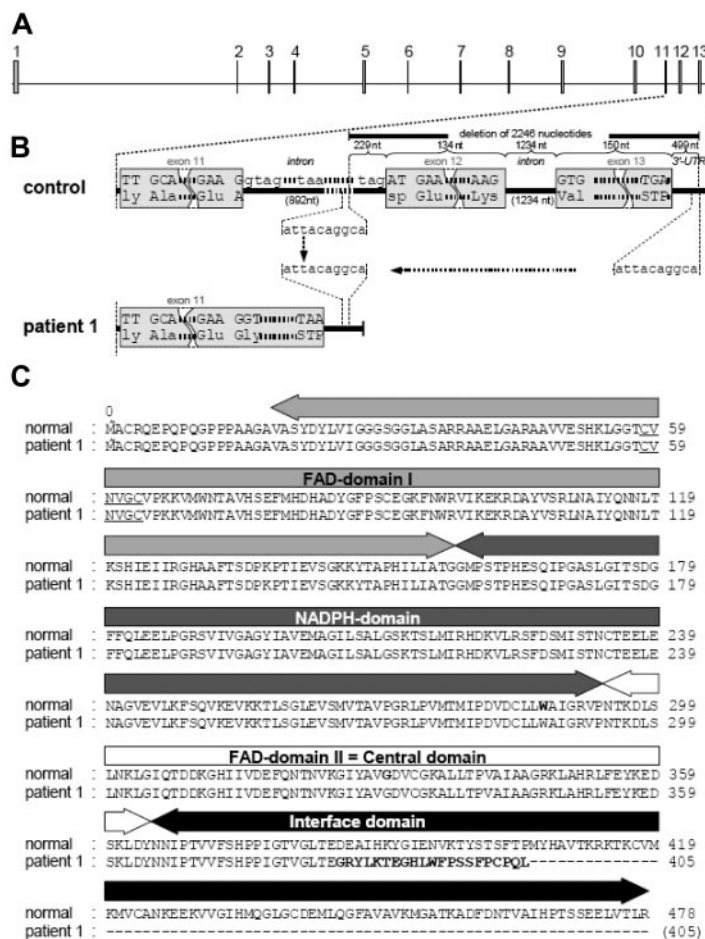 A
1 2 3 4 5 6 7 8 9 10 11 12 13
deletion of 2246 nucleotides
B
229nt 134 nt 1234 nt 150 nt 499 nt
exon 11 intron exon 12 intron exon 13 3'-UTR
control
TT GCA GAA G gtag taa tag AT GAA AAG GTG TGA
ly Ala Glu A (892nt) sp Glu Lys (1234 nt) Val STP
attacaggca
attacaggca attacaggca
exon 11
patient 1
TT GCA GAA GGT TAA
ly Ala Glu Gly STP
C
0
normal : MACRQEPQPQGPPPAAGAVASYDYLVIGGGSGGLASARRAAELGARAAVVESHKLGGTCV 59
patient 1 : MACRQEPQPQGPPPAAGAVASYDYLVIGGGSGGLASARRAAELGARAAVVESHKLGGTCV 59
FAD-domain I
normal : NVGCVPKKVMWNTAVHSEFMHDHADYGFPSCEGKFNWRVIKEKRDAYVSRLNAIYQNNLT 119
patient 1 : NVGCVPKKVMWNTAVHSEFMHDHADYGFPSCEGKFNWRVIKEKRDAYVSRLNAIYQNNLT 119
normal : KSHIEIIRGHAAFTSDPKPTIEVSGKKYTAPHILIATGGMPSTPHESQIPGASLGITSDG 179
patient 1 : KSHIEIIRGHAAFTSDPKPTIEVSGKKYTAPHILIATGGMPSTPHESQIPGASLGITSDG 179
NADPH-domain
normal : FFQLEELPGRSVIVGAGYIAVEMAGILSALGSKTSLMIRHDKVLRSFDSMISTNCTEELE 239
patient 1 : FFQLEELPGRSVIVGAGYIAVEMAGILSALGSKTSLMIRHDKVLRSFDSMISTNCTEELE 239
normal : NAGVEVLKFSQVKEVKKTLSGLEVSMVTAVPGRLPVMTMIPDVDCLLWAIGRVPNTKDLS 299
patient 1 : NAGVEVLKFSQVKEVKKTLSGLEVSMVTAVPGRLPVMTMIPDVDCLLWAIGRVPNTKDLS 299
FAD-domain II = Central domain
normal : LNKLGIQTDDKGHIIVDEFQNTNVKGIYAVGDVCGKALLTPVAIAAGRKLAHRLFEYKED 359
patient 1 : LNKLGIQTDDKGHIIVDEFQNTNVKGIYAVGDVCGKALLTPVAIAAGRKLAHRLFEYKED 359
Interface domain
normal : SKLDYNNIPTVVFSHPPIGTVGLTEDEAIHKYGIENVKTYSTSFTPMYHAVTKRKTKCVM 419
patient 1 : SKLDYNNIPTVVFSHPPIGTVGLTEGRYLKTEGHLWFPSSFPCPQL-------------- 405
normal : KMVCANKEEKVVGIHMQGLGCDEMLQGFAVAVKMGATKADFDNTVAIHPTSSEELVTLR 478
patient 1 : ----------------------------------------------------------- (405)